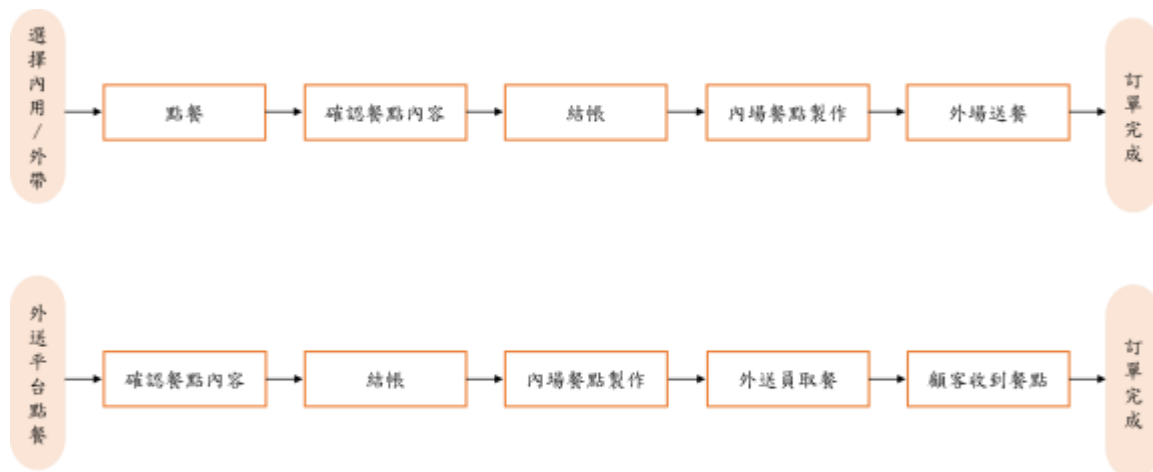 選擇內用/外帶
點餐
確認餐點內容
結帳
內場餐點製作
外場送餐
訂單完成
外送平台點餐
確認餐點內容
結帳
內場餐點製作
外送員取餐
顧客收到餐點
訂單完成